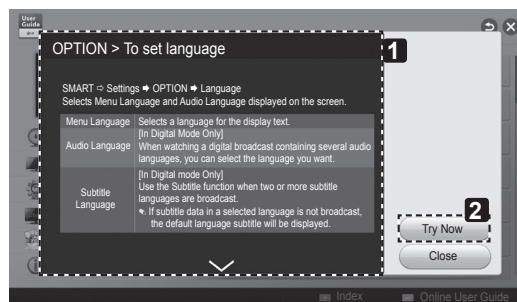 User
Guide
OPTION > To set language
1
SMART ⇨ Settings ➡ OPTION ➡ Language
Selects Menu Language and Audio Language displayed on the screen.
Menu Language Selects a language for the display text.
Audio Language [In Digital Mode Only]
When watching a digital broadcast containing several audio
languages, you can select the language you want.
Subtitle
Language
[In Digital mode Only]
Use the Subtitle function when two or more subtitle
languages are broadcast.
If subtitle data in a selected language is not broadcast,
the default language subtitle will be displayed.
2
Try Now
Close
Index
Online User Guide